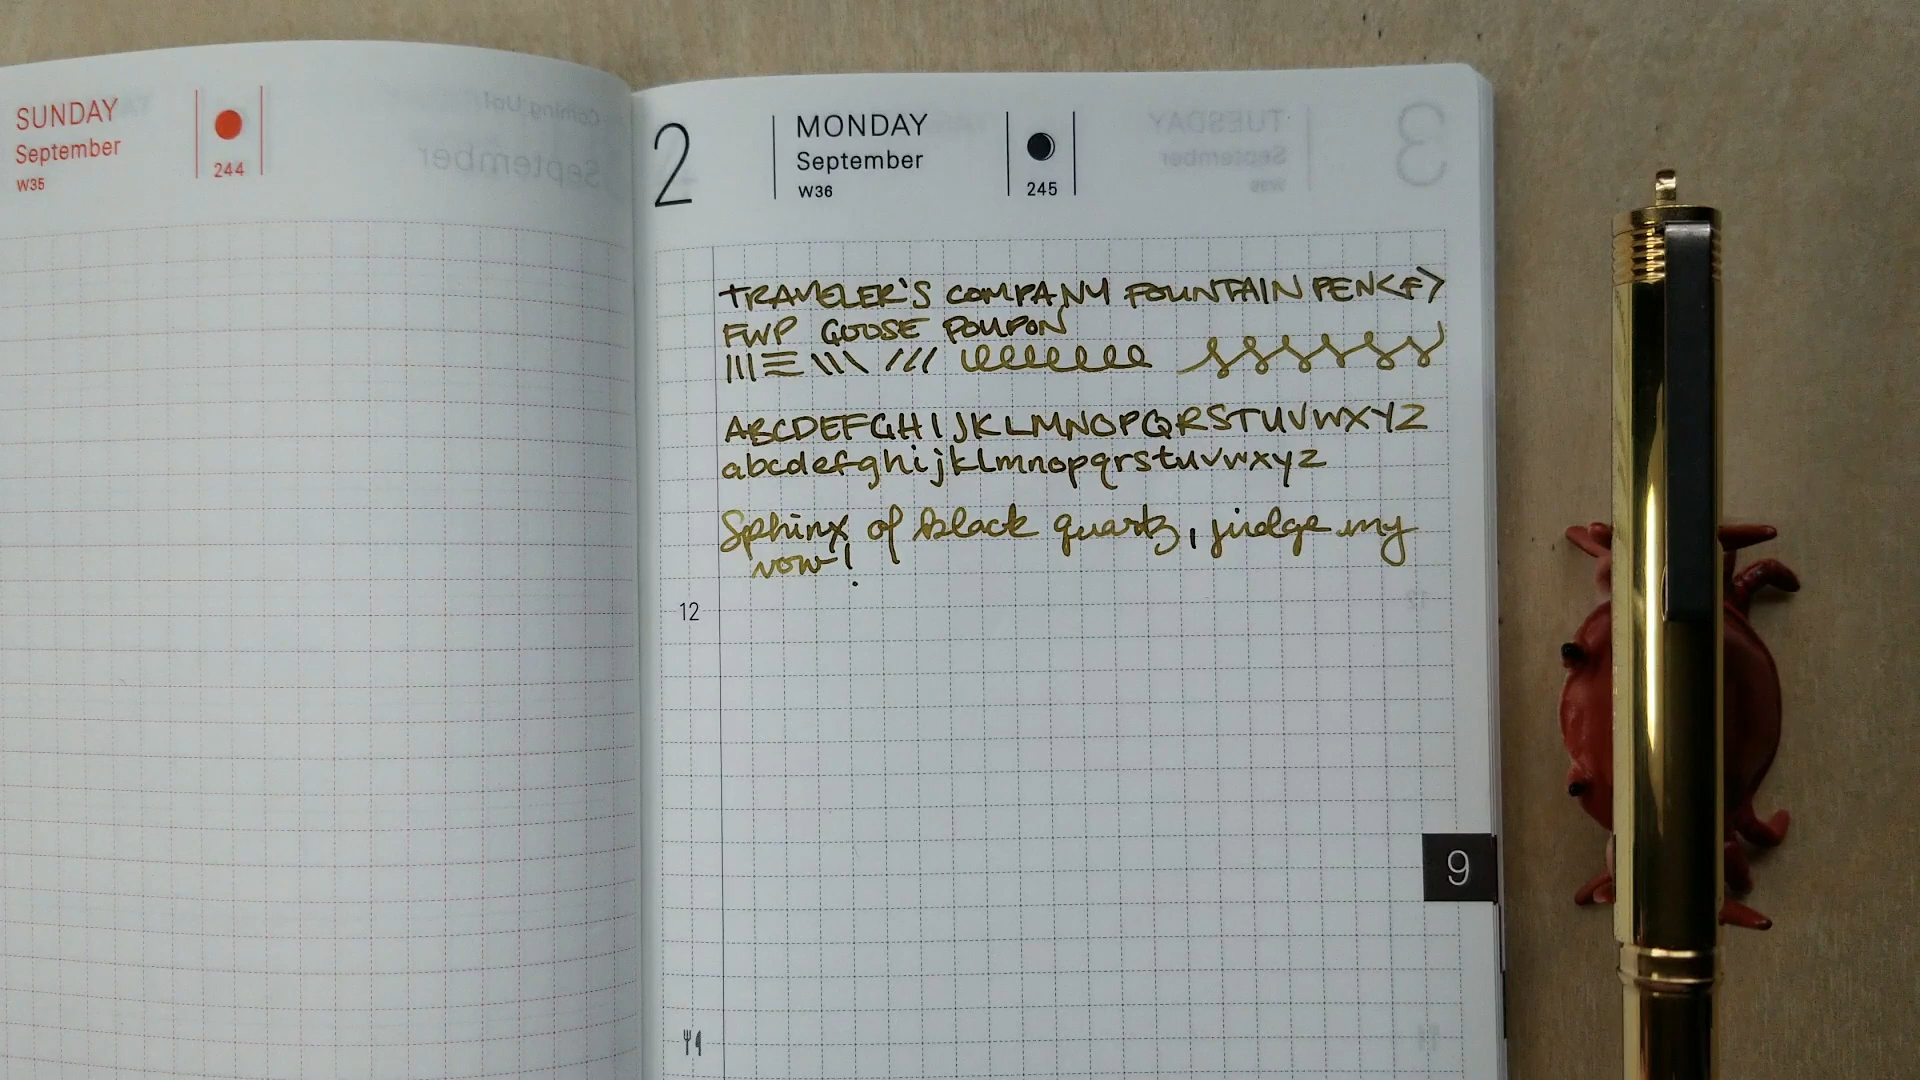 SUNDAY
September
W35
244
2
MONDAY
September
W36
245
TRAVELER'S COMPANY FOUNTAIN PEN <F>
FWP GOOSE POUPON
ABCDEFGHIJKLMNOPQRSTUVWXYZ
abcdefghijklmnopqrstuvwxyz
Sphinx of black quartz, judge my
vow!
12
9